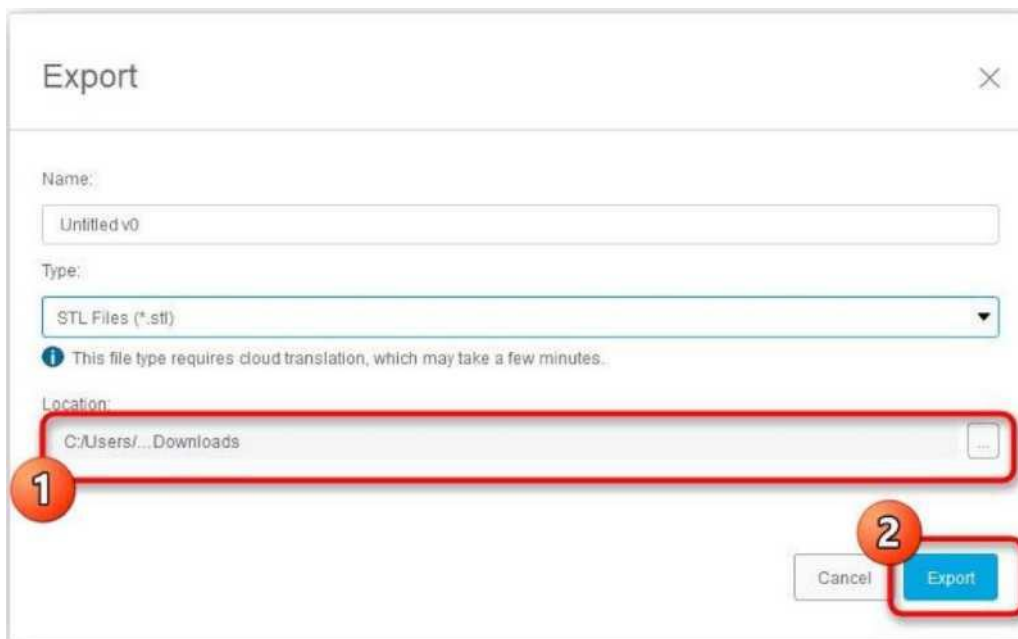 Export
Name:
Untitled v0
Type:
STL Files (*.stl)
This file type requires cloud translation, which may take a few minutes.
Location:
C:/Users/...Downloads
...
1
2
Cancel
Export